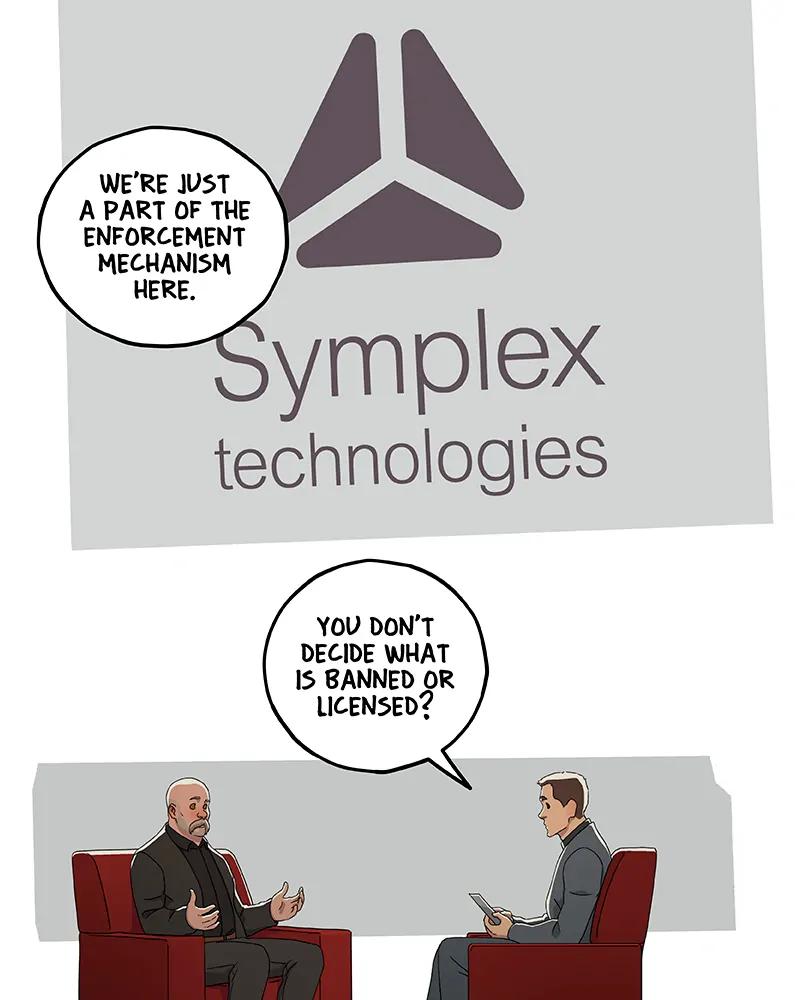 WE'RE JUST
A PART OF THE
ENFORCEMENT
MECHANISM
HERE.
Symplex
technologies
YOU DON'T
DECIDE WHAT
IS BANNED OR
LICENSED?